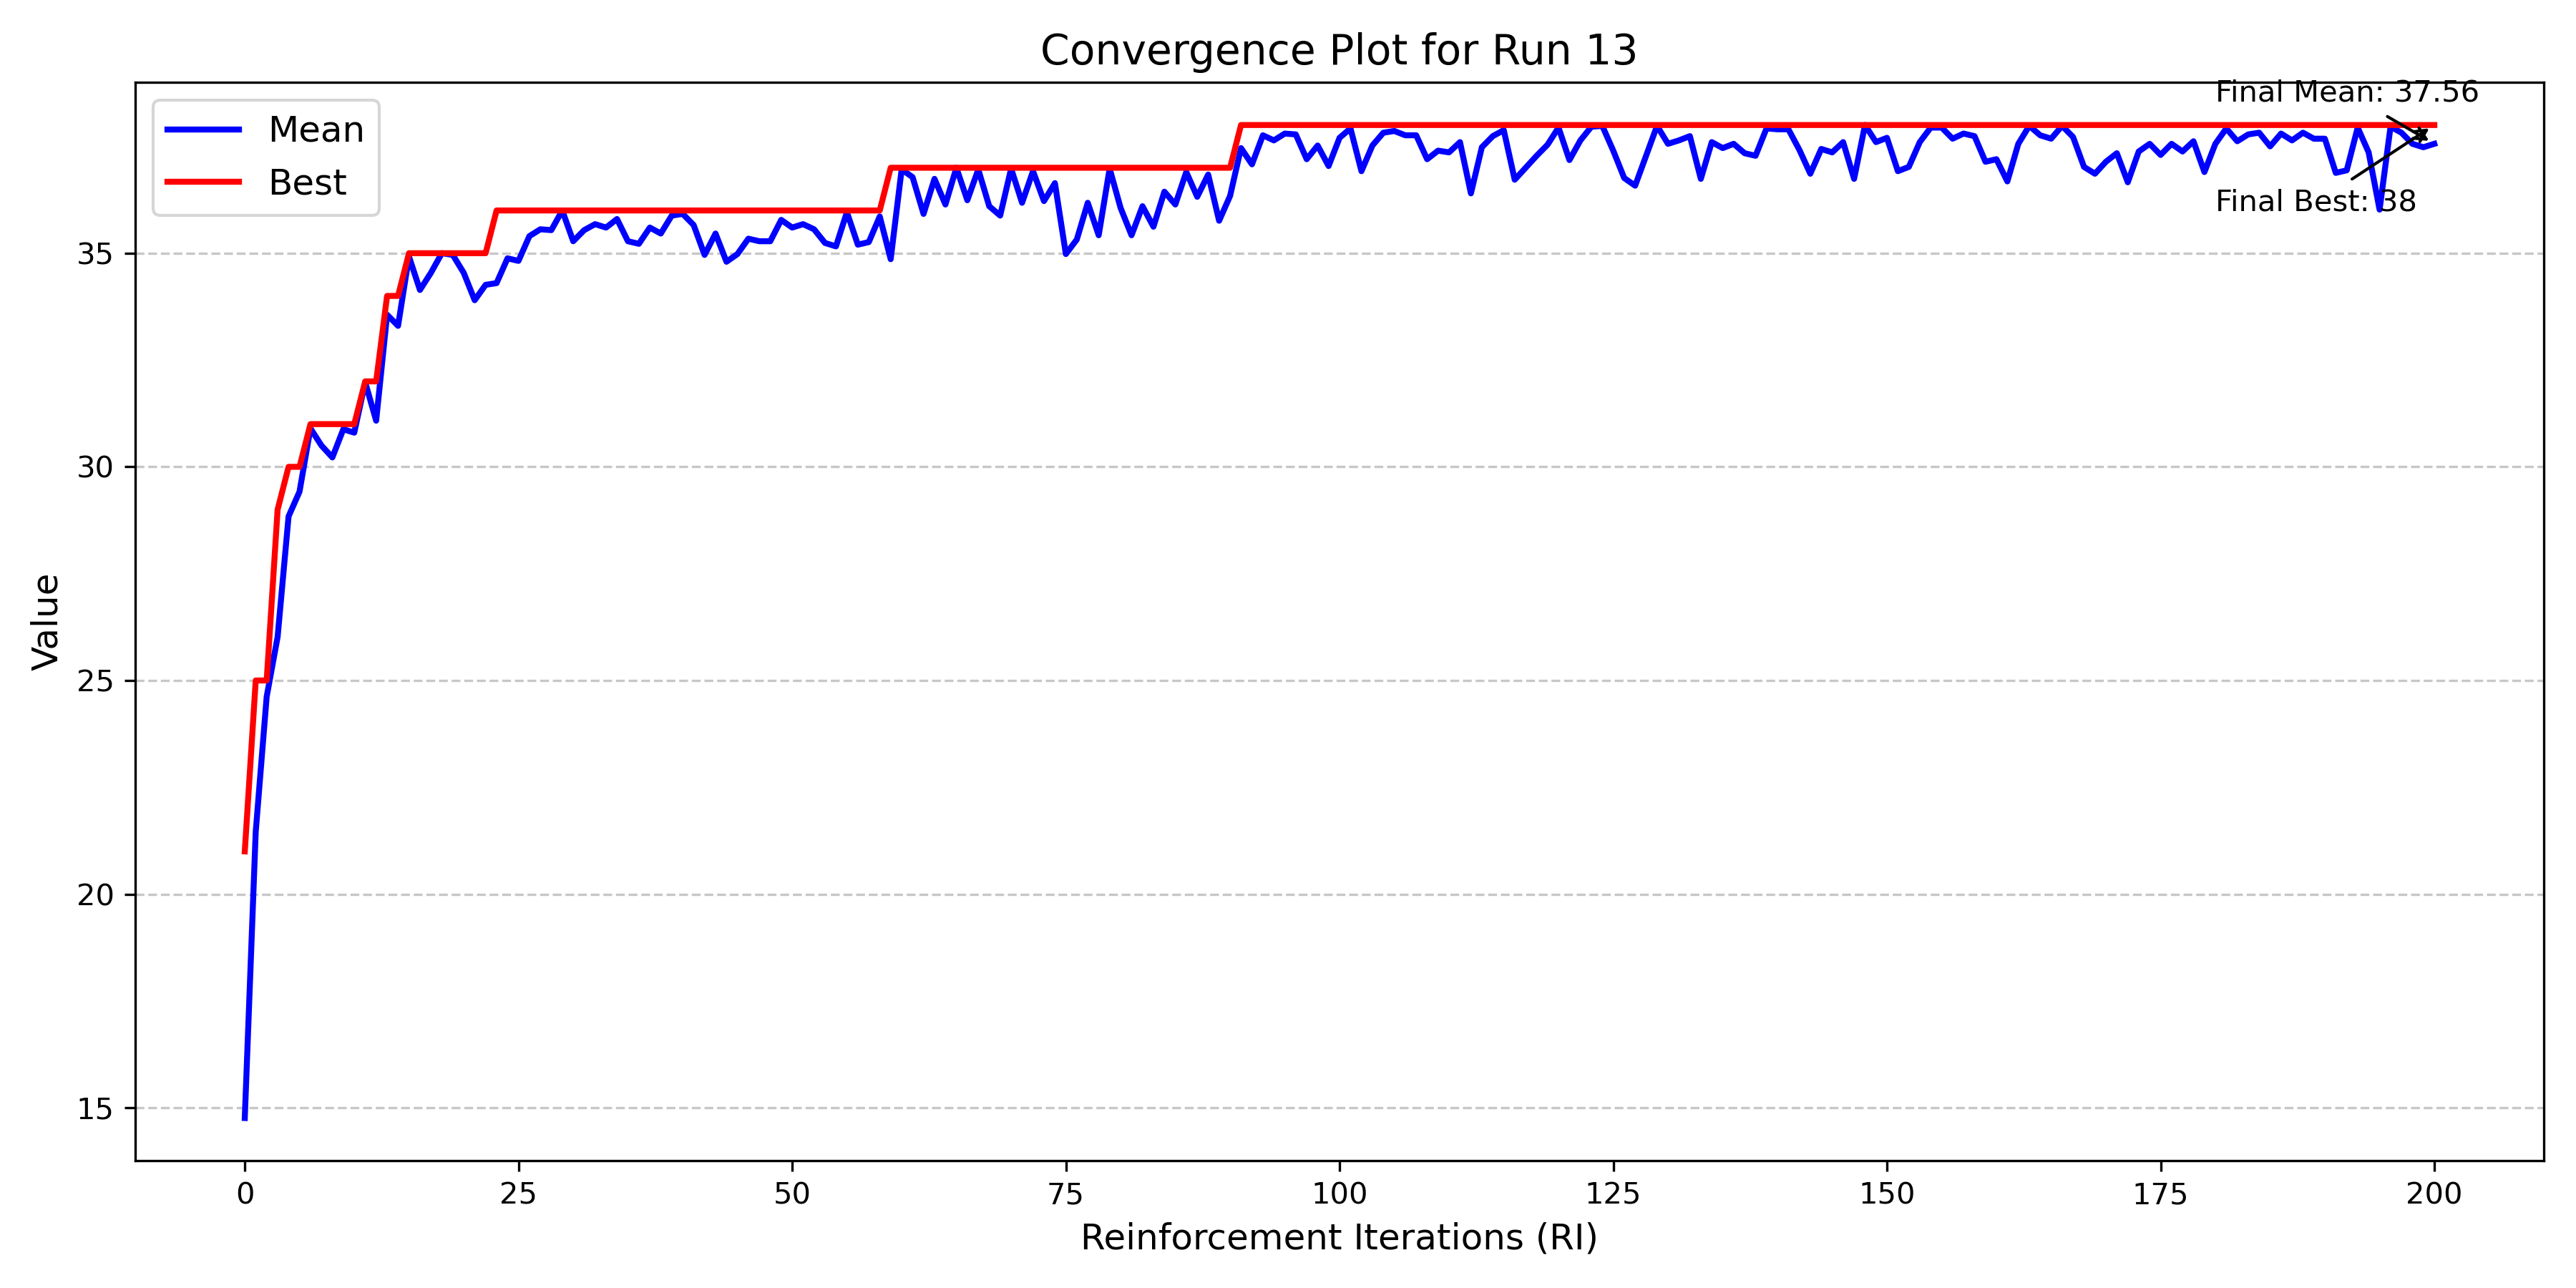 Convergence Plot for Run 13
Final Mean: 37.56
Mean
Best
Final Best: 38
35
30
25
20
15
Value
0 25 50 75 100 125 150 175 200
Reinforcement Iterations (RI)